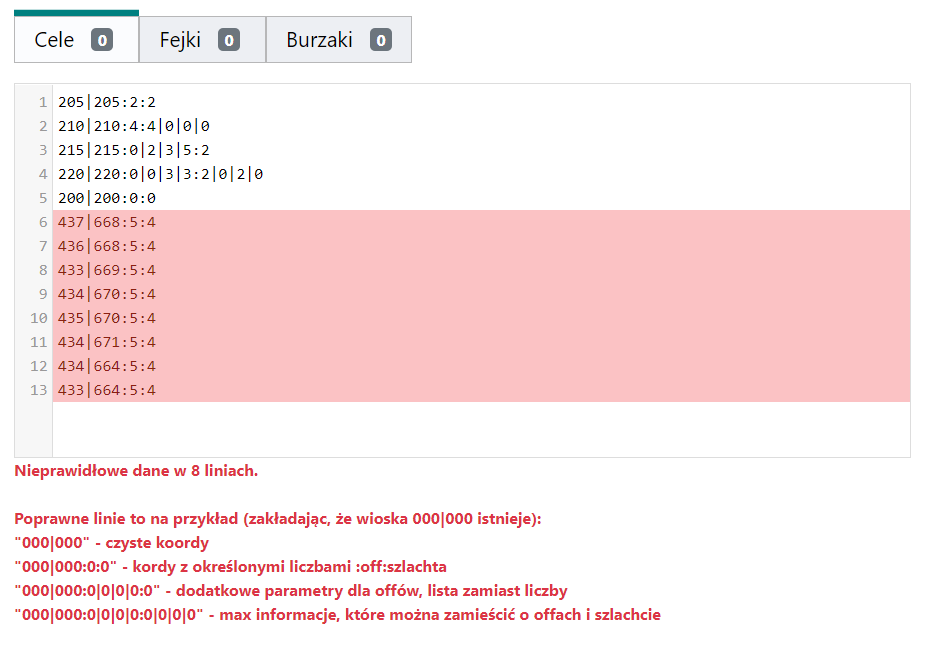 Cele 0 Fejki 0 Burzaki 0
1 205|205:2:2
2 210|210:4:4|0|0|0
3 215|215:0|2|3|5:2
4 220|220:0|0|3|3:2|0|2|0
5 200|200:0:0
6 437|668:5:4
7 436|668:5:4
8 433|669:5:4
9 434|670:5:4
10 435|670:5:4
11 434|671:5:4
12 434|664:5:4
13 433|664:5:4
Nieprawidłowe dane w 8 liniach.
Poprawne linie to na przykład (zakładając, że wioska 000|000 istnieje):
"000|000" - czyste koordy
"000|000:0:0" - kordy z określonymi liczbami :off:szlachta
"000|000:0|0|0|0:0" - dodatkowe parametry dla offów, lista zamiast liczby
"000|000:0|0|0|0:0|0|0|0" - max informacje, które można zamieścić o offach i szlachcie